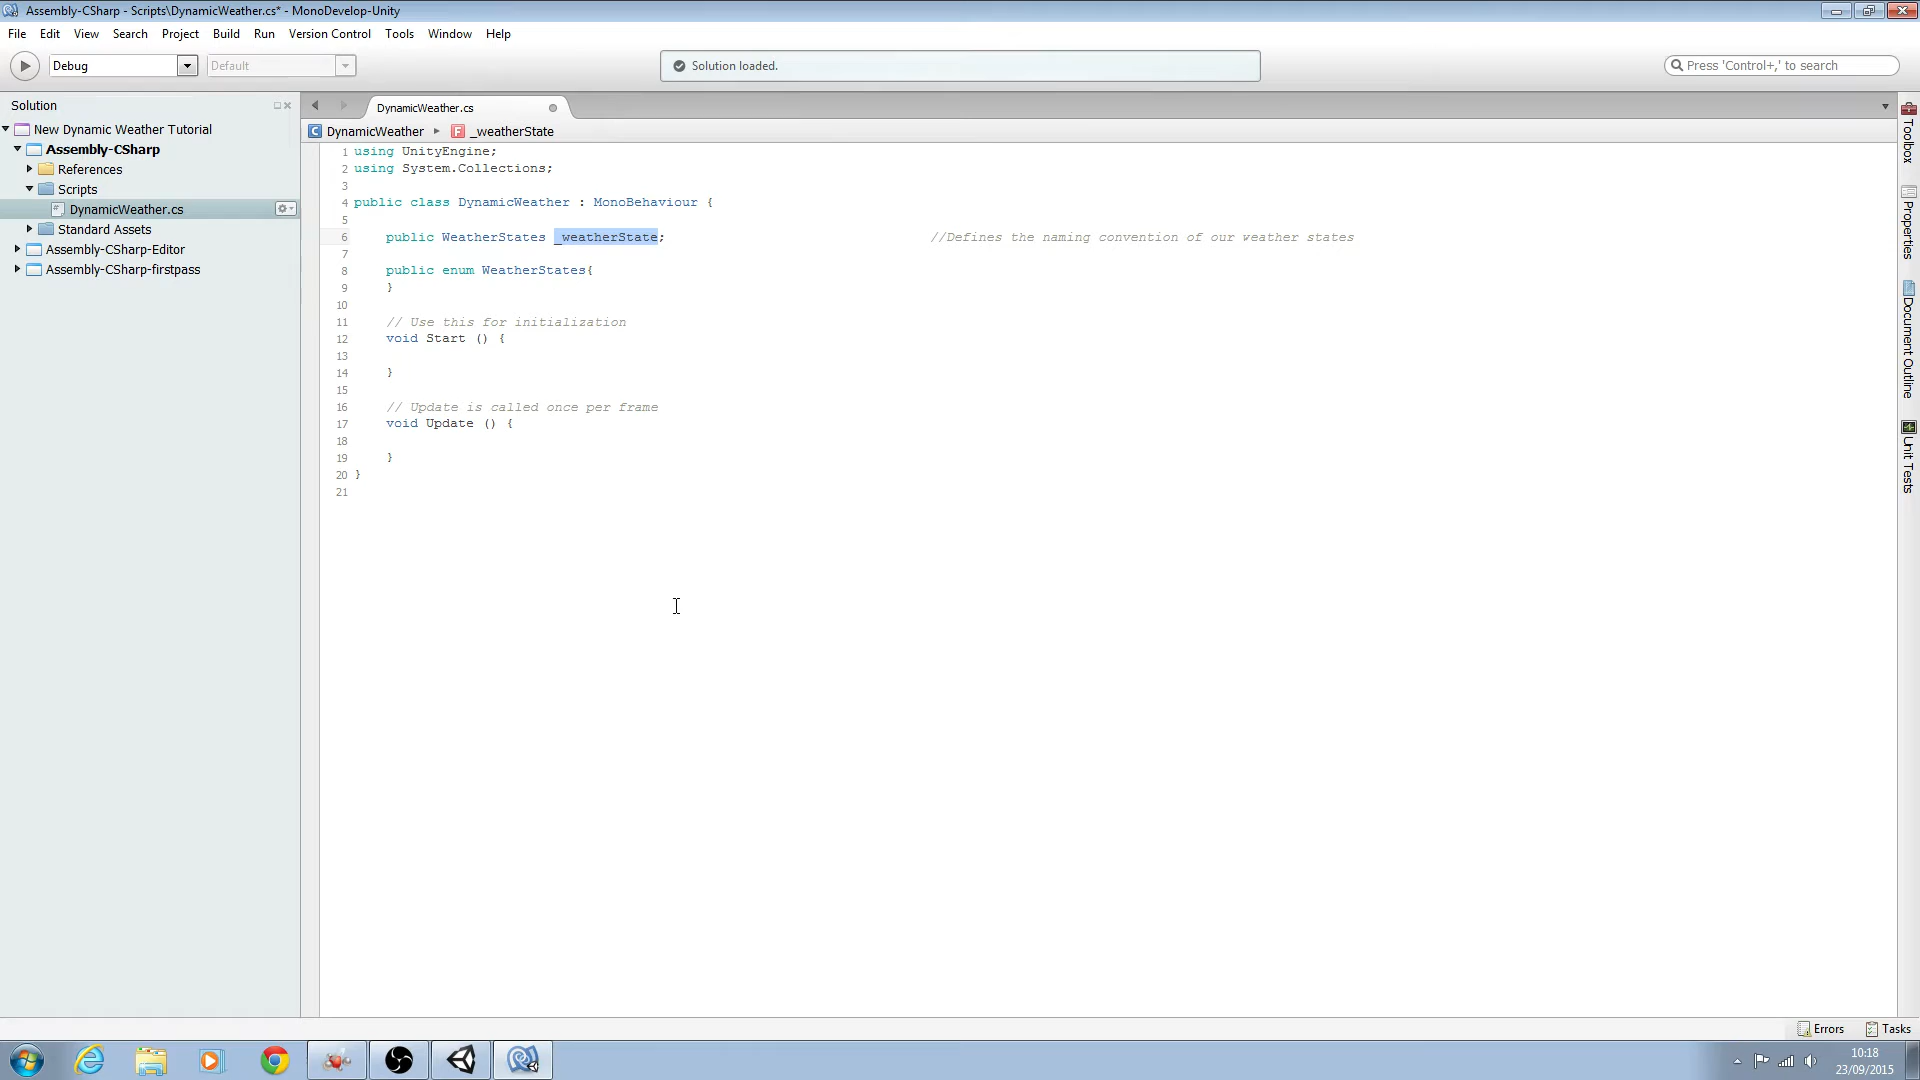 Assembly-CSharp - Scripts\DynamicWeather.cs* - MonoDevelop-Unity
File Edit View Search Project Build Run Version Control Tools Window Help
Debug Default Solution loaded. Press 'Control+,' to search
Solution
DynamicWeather.cs
New Dynamic Weather Tutorial
Assembly-CSharp
References
Scripts
DynamicWeather.cs
Standard Assets
Assembly-CSharp-Editor
Assembly-CSharp-firstpass
DynamicWeather _weatherState
1 using UnityEngine;
2 using System.Collections;
3
4 public class DynamicWeather : MonoBehaviour {
5
6 public WeatherStates _weatherState; //Defines the naming convention of our weather states
7
8 public enum WeatherStates{
9 }
10
11 // Use this for initialization
12 void Start () {
13
14 }
15
16 // Update is called once per frame
17 void Update () {
18
19 }
20 }
21
Toolbox
Properties
Document Outline
Unit Tests
Errors Tasks
10:18
23/09/2015